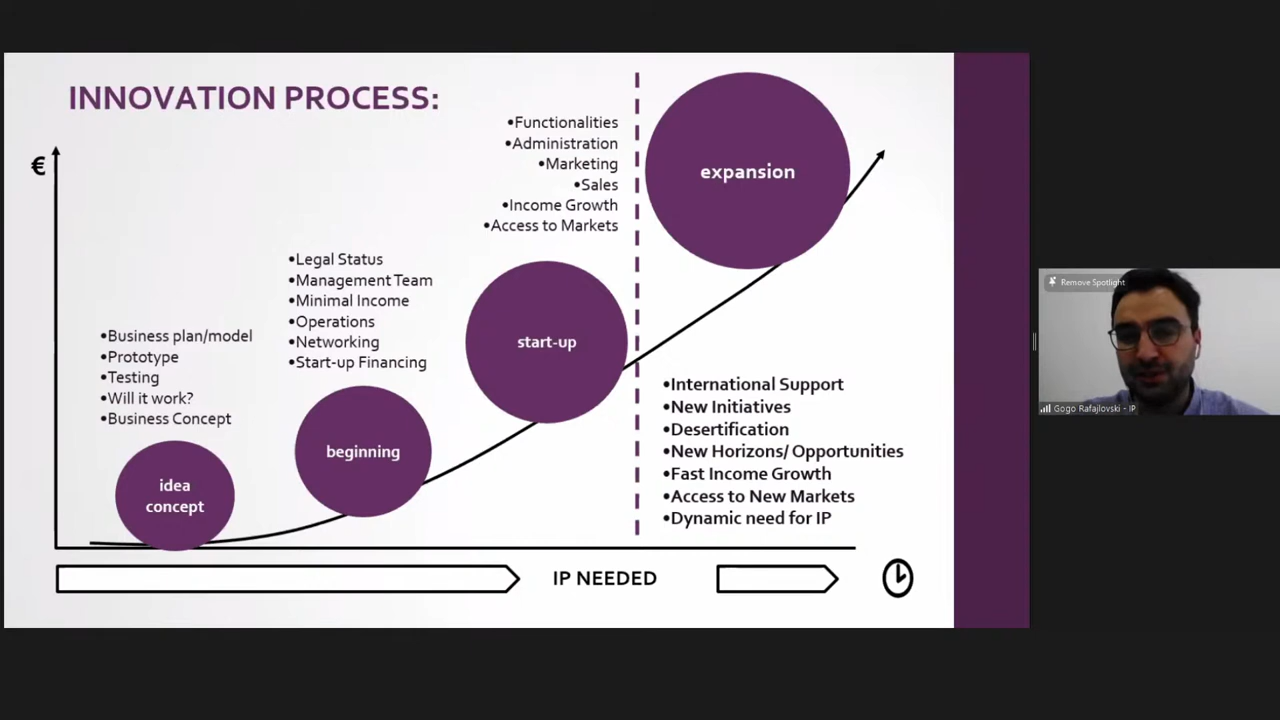 INNOVATION PROCESS:
€
•Functionalities
•Administration
•Marketing
•Sales
•Income Growth
•Access to Markets
expansion
•Legal Status
•Management Team
•Minimal Income
•Operations
•Networking
•Start-up Financing
start-up
•Business plan/model
•Prototype
•Testing
•Will it work?
•Business Concept
beginning
idea
concept
•International Support
•New Initiatives
•Desertification
•New Horizons/ Opportunities
•Fast Income Growth
•Access to New Markets
•Dynamic need for IP
IP NEEDED
Remove Spotlight
Gogo Rafajlovski - IP